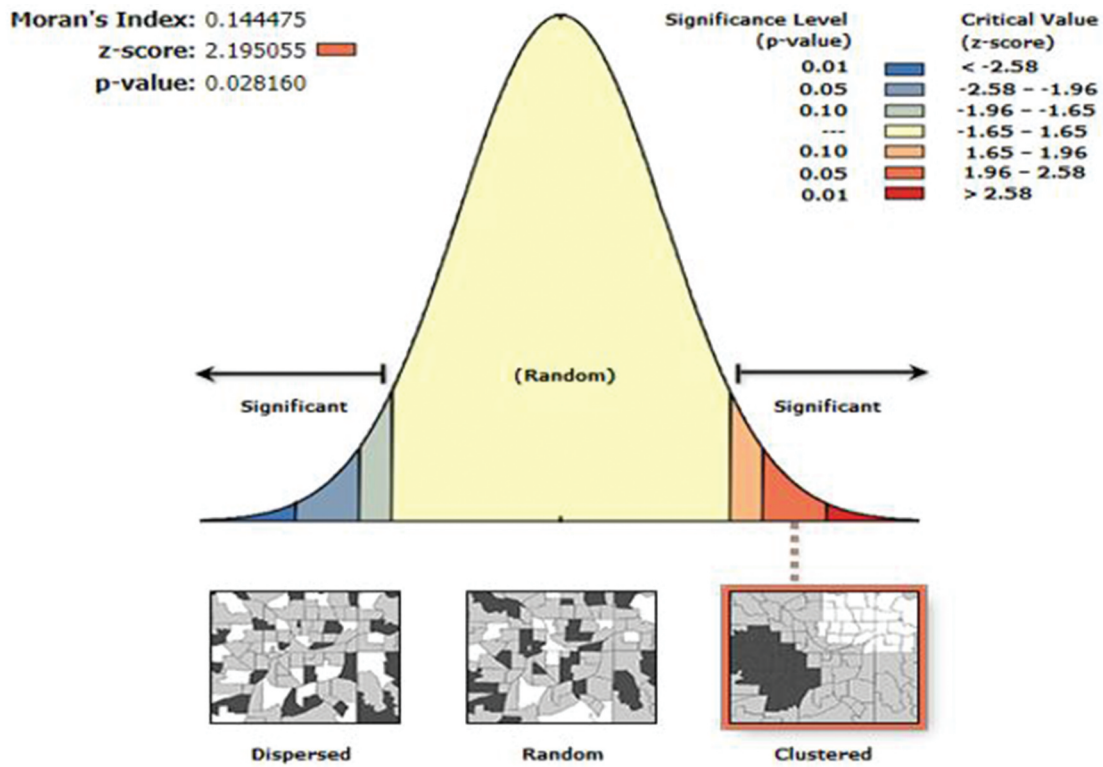 Moran's Index: 0.144475
z-score: 2.195055
p-value: 0.028160
Significance Level
(p-value)
Critical Value
(z-score)
0.01 < -2.58
0.05 -2.58 – -1.96
0.10 -1.96 – -1.65
--- -1.65 – 1.65
0.10 1.65 – 1.96
0.05 1.96 – 2.58
0.01 > 2.58
(Random)
Significant
Significant
Dispersed
Random
Clustered